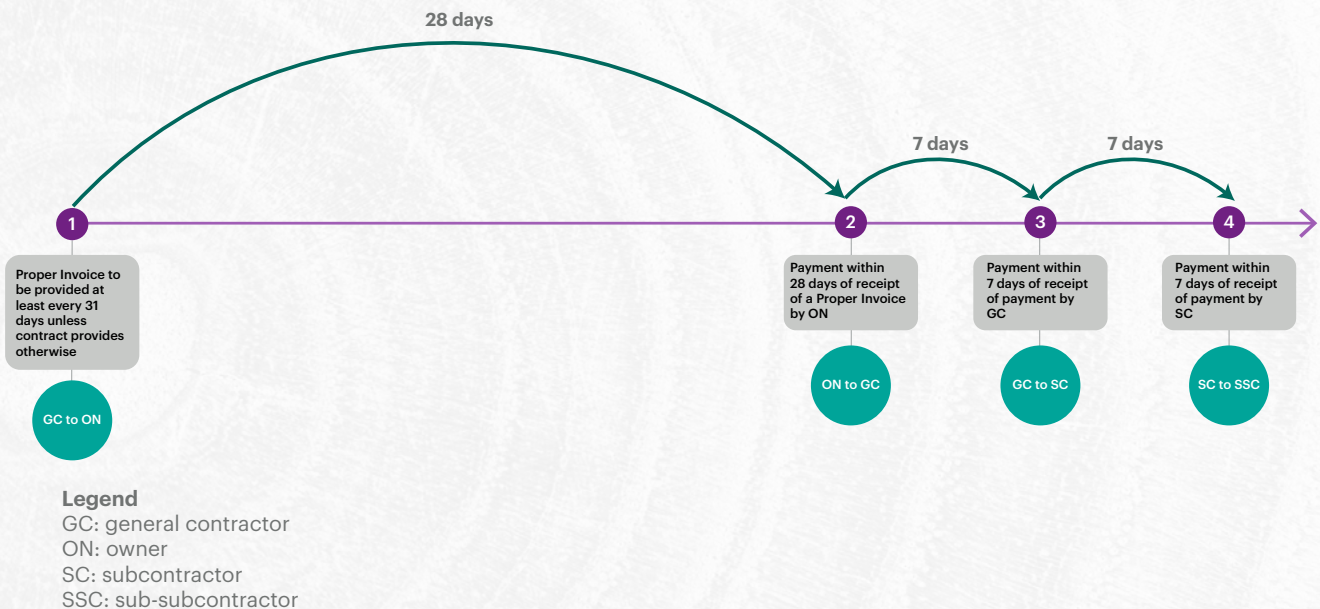 28 days
7 days
7 days
1
2
3
4
Proper Invoice to
be provided at
least every 31
days unless
contract provides
otherwise
Payment within
28 days of receipt
of a Proper Invoice
by ON
Payment within
7 days of receipt
of payment by
GC
Payment within
7 days of receipt
of payment by
SC
GC to ON
ON to GC
GC to SC
SC to SSC
Legend
GC: general contractor
ON: owner
SC: subcontractor
SSC: sub-subcontractor